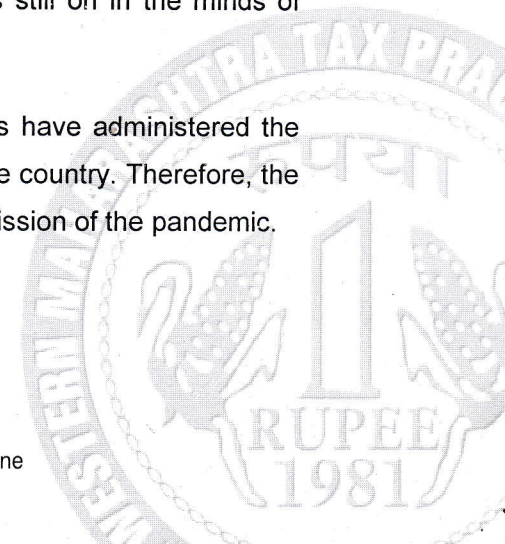 s still on in the minds of
s have administered the
e country. Therefore, the
ission of the pandemic.
ne
WESTERN MAHARASHTRA TAX PRAC
रुपया
1
RUPEE
1981